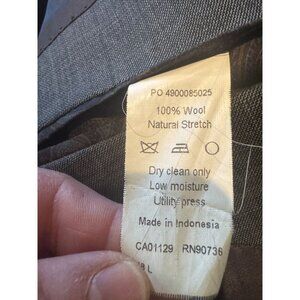 PO 4900085025
100% Wool
Natural Stretch
Dry clean only
Low moisture
Utility press
Made in Indonesia
CA01129 RN90736
L